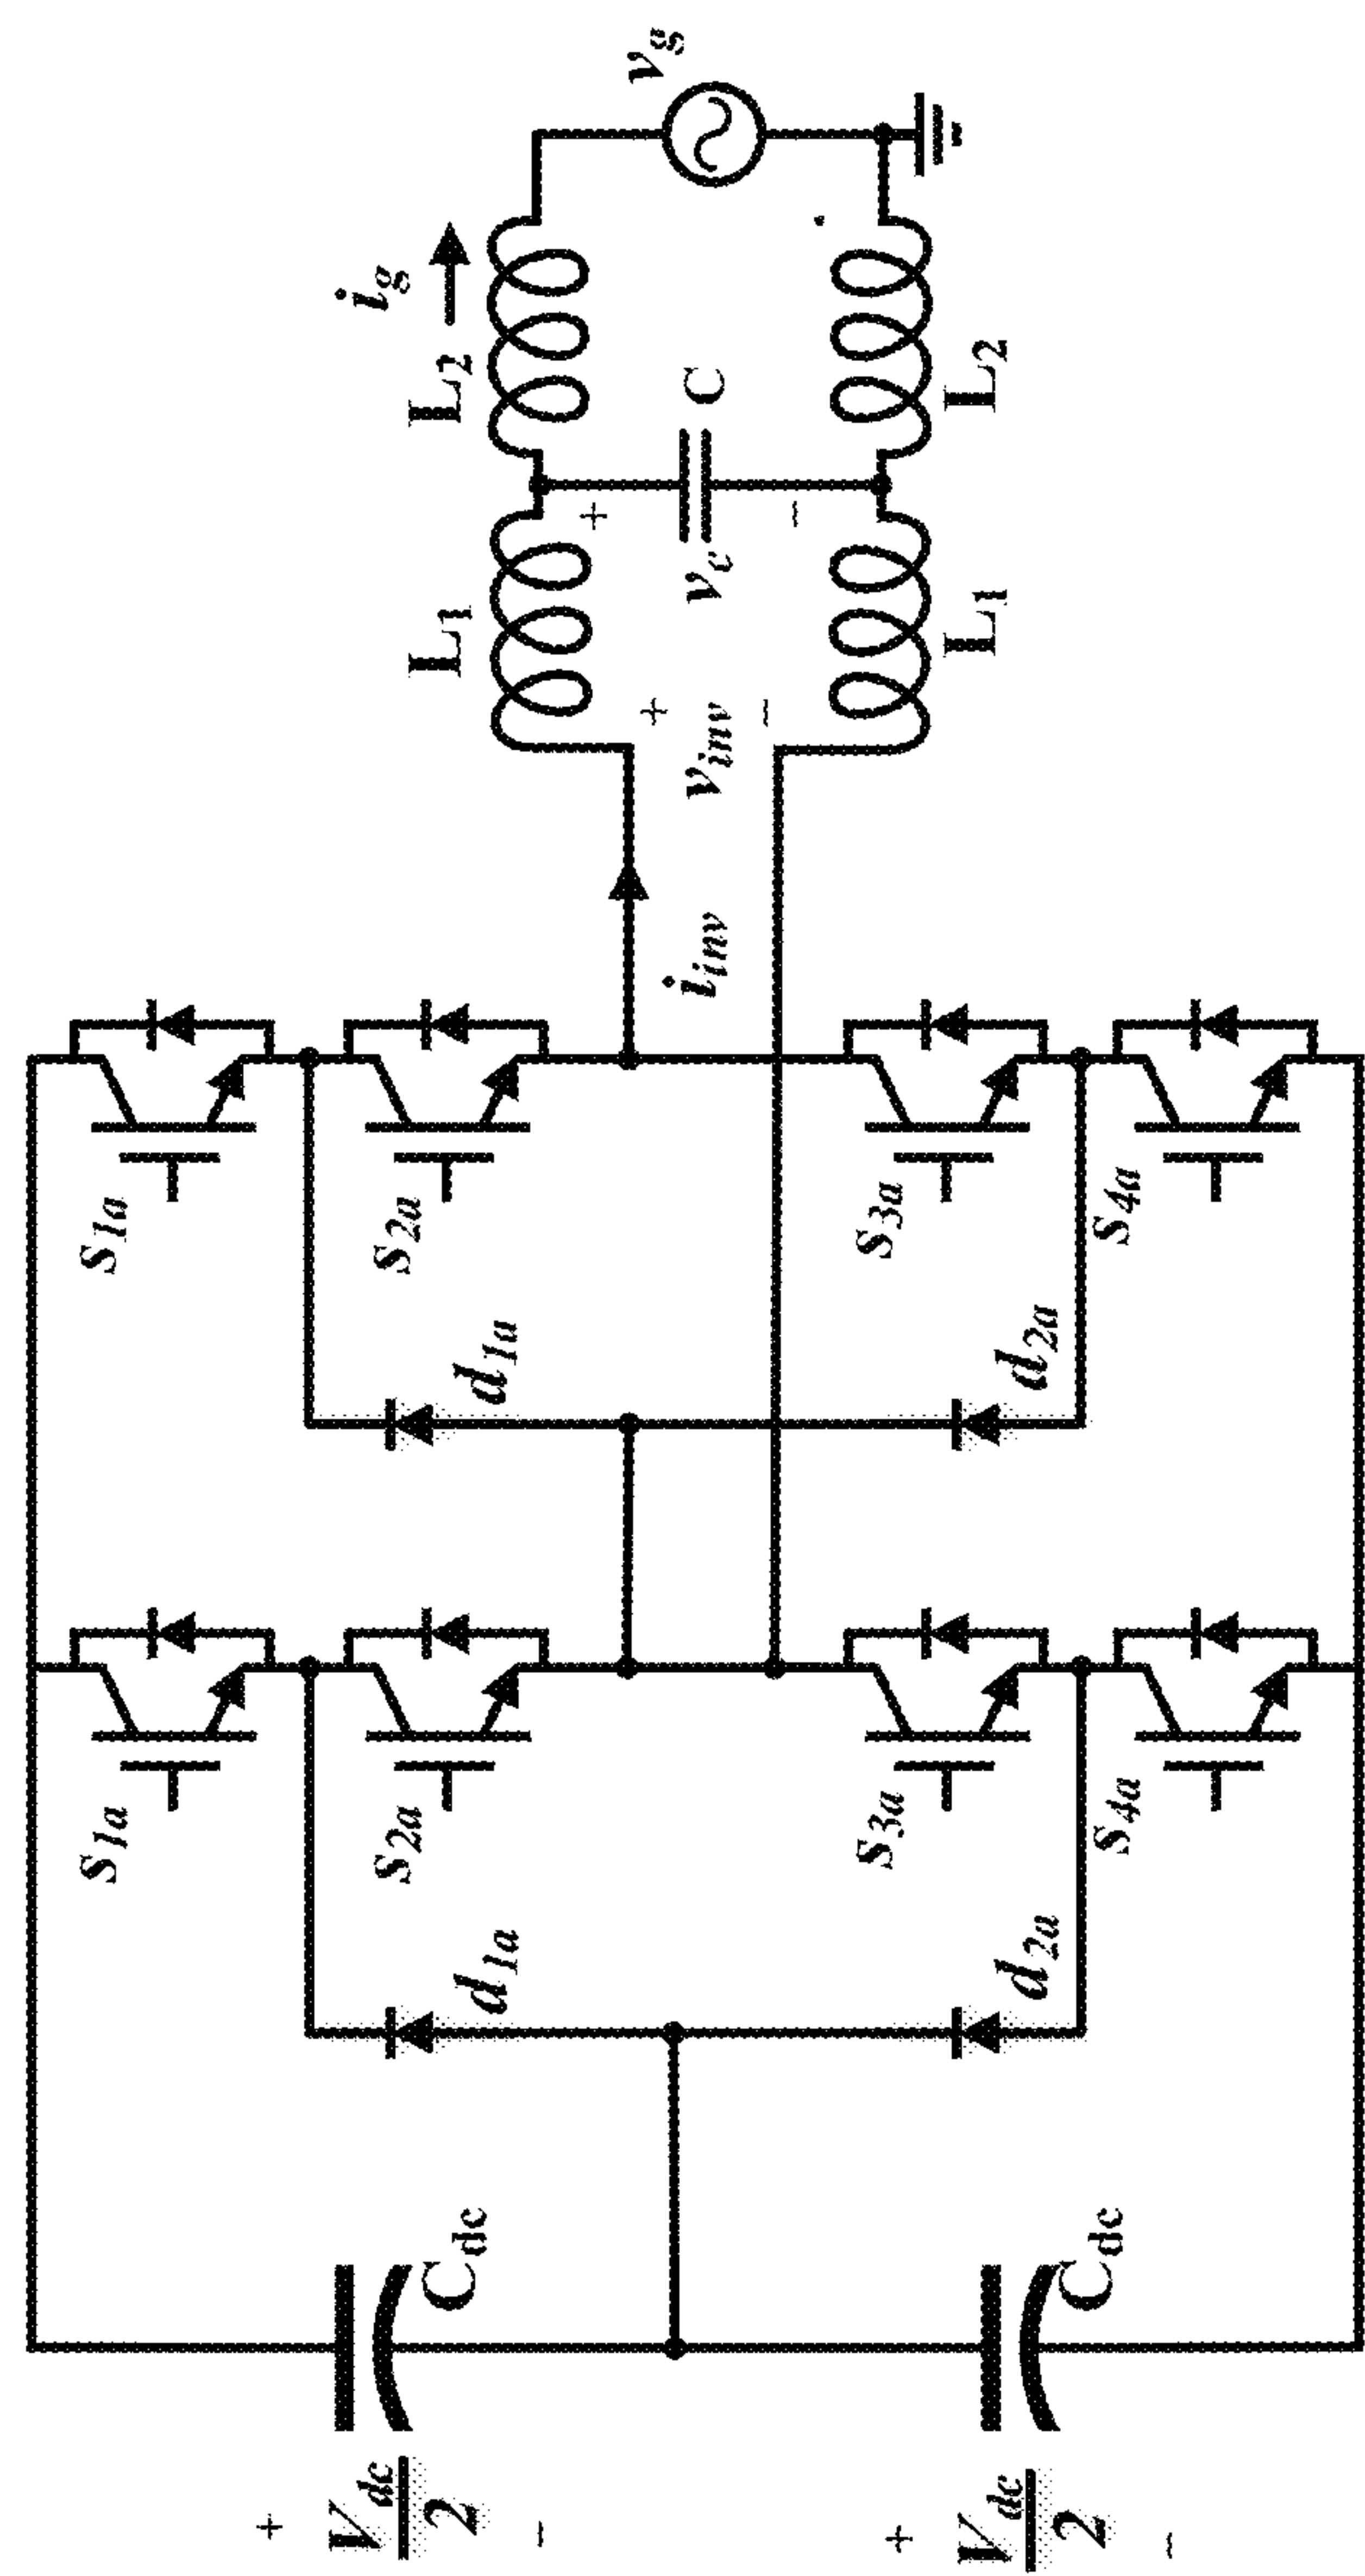 +
V_dc/2
−
C_dc
+
V_dc/2
−
C_dc
d_1a
d_2a
S_1a
S_2a
S_3a
S_4a
d_1a
d_2a
S_1a
S_2a
S_3a
S_4a
i_inv
+
v_inv
−
L_1
L_1
+
v_c
−
C
L_2
L_2
i_g
v_g